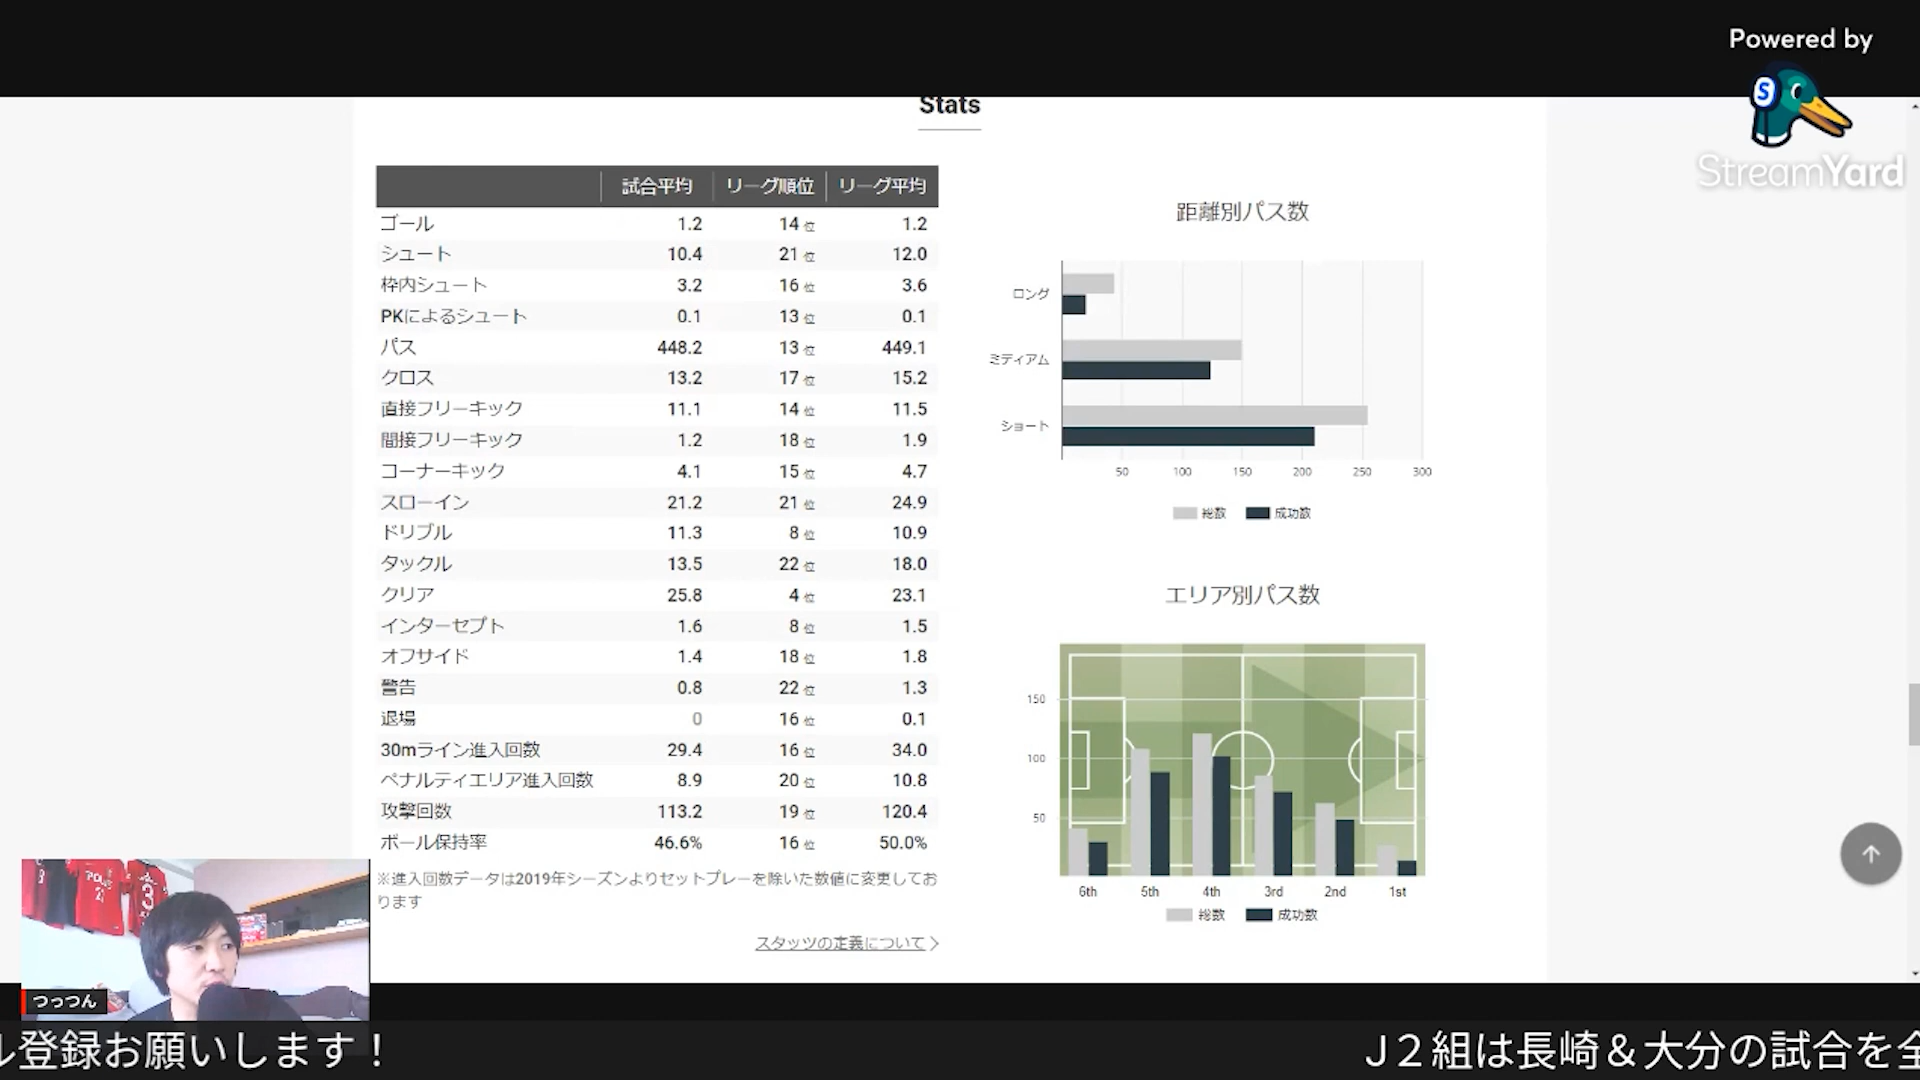 Powered by
StreamYard
Stats
試合平均 リーグ順位 リーグ平均
ゴール 1.2 14位 1.2
シュート 10.4 21位 12.0
枠内シュート 3.2 16位 3.6
PKによるシュート 0.1 13位 0.1
パス 448.2 13位 449.1
クロス 13.2 17位 15.2
直接フリーキック 11.1 14位 11.5
間接フリーキック 1.2 18位 1.9
コーナーキック 4.1 15位 4.7
スローイン 21.2 21位 24.9
ドリブル 11.3 8位 10.9
タックル 13.5 22位 18.0
クリア 25.8 4位 23.1
インターセプト 1.6 8位 1.5
オフサイド 1.4 18位 1.8
警告 0.8 22位 1.3
退場 0 16位 0.1
30mライン進入回数 29.4 16位 34.0
ペナルティエリア進入回数 8.9 20位 10.8
攻撃回数 113.2 19位 120.4
ボール保持率 46.6% 16位 50.0%
※進入回数データは2019年シーズンよりセットプレーを除いた数値に変更してお
ります
スタッツの定義について
距離別パス数
ロング
ミディアム
ショート
50 100 150 200 250 300
総数 成功数
エリア別パス数
150
100
50
6th 5th 4th 3rd 2nd 1st
総数 成功数
つっつん
ル登録お願いします！
J２組は長崎＆大分の試合を全